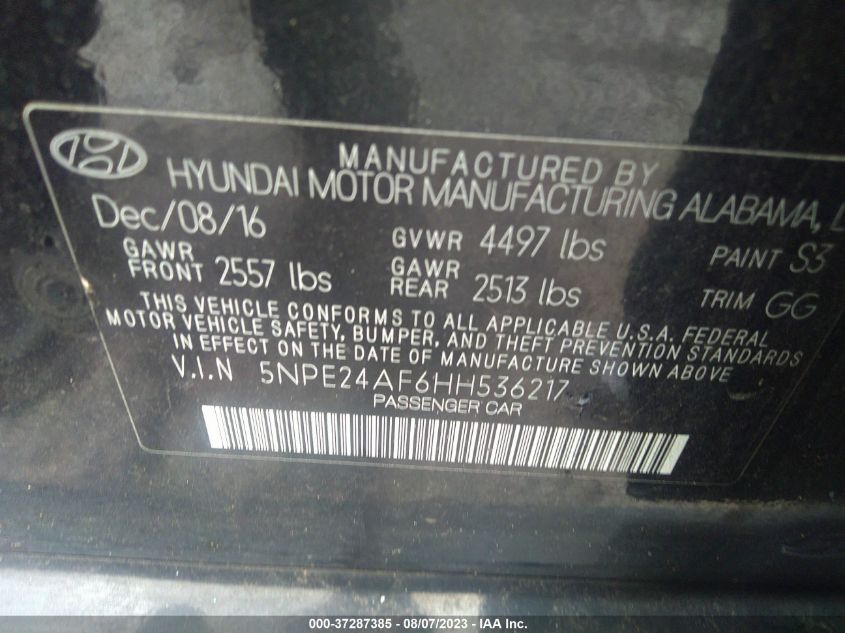 MANUFACTURED BY
HYUNDAI MOTOR MANUFACTURING ALABAMA,
Dec/08/16 GVWR 4497 lbs PAINT S3
GAWR FRONT 2557 lbs GAWR REAR 2513 lbs TRIM GG
THIS VEHICLE CONFORMS TO ALL APPLICABLE U.S.A. FEDERAL
MOTOR VEHICLE SAFETY, BUMPER, AND THEFT PREVENTION STANDARDS
IN EFFECT ON THE DATE OF MANUFACTURE SHOWN ABOVE
V.I.N 5NPE24AF6HH536217
PASSENGER CAR
000-37287385 - 08/07/2023 - IAA Inc.